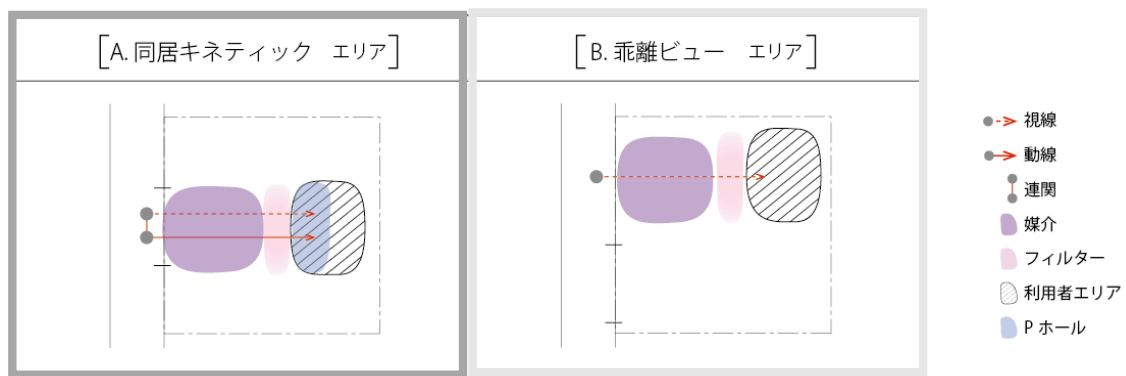 [A. 同居キネティック エリア]
[B. 乖離ビュー エリア]
視線
動線
連関
媒介
フィルター
利用者エリア
P ホール